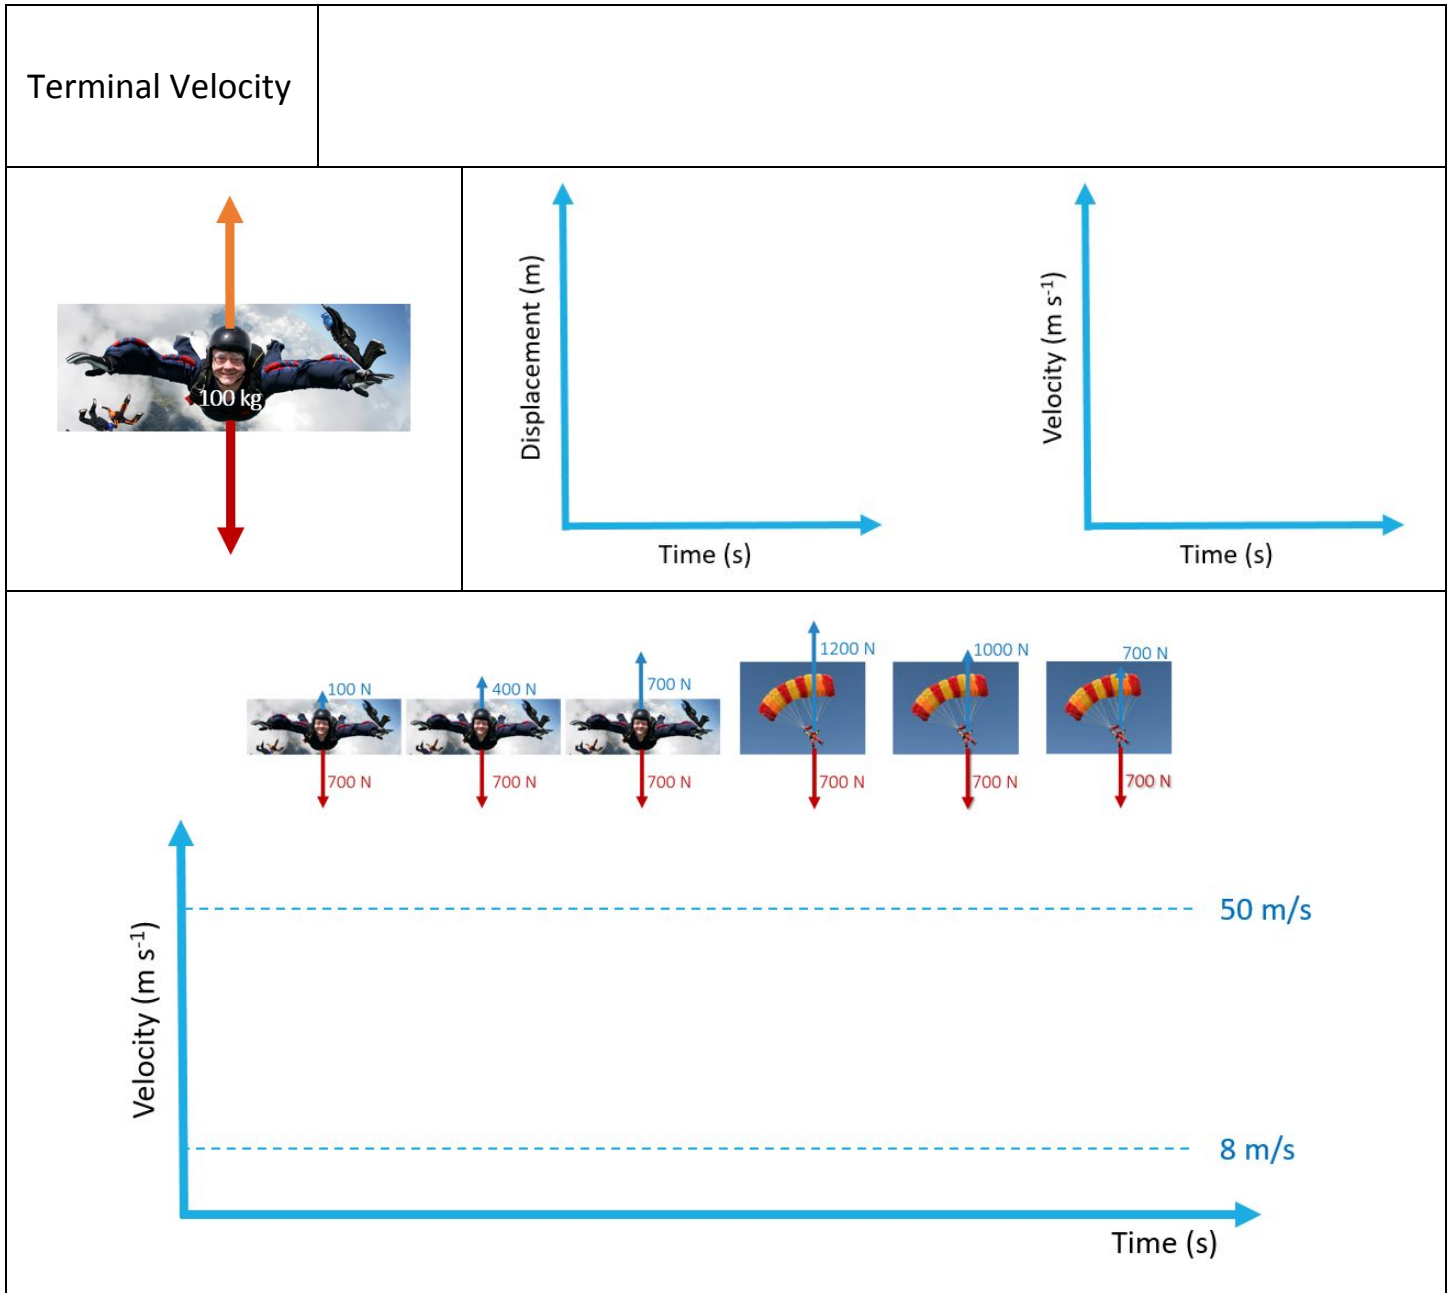 Terminal Velocity
100 kg
Displacement (m)
Time (s)
Velocity (m s⁻¹)
Time (s)
100 N
700 N
400 N
700 N
700 N
700 N
1200 N
700 N
1000 N
700 N
700 N
700 N
Velocity (m s⁻¹)
50 m/s
8 m/s
Time (s)